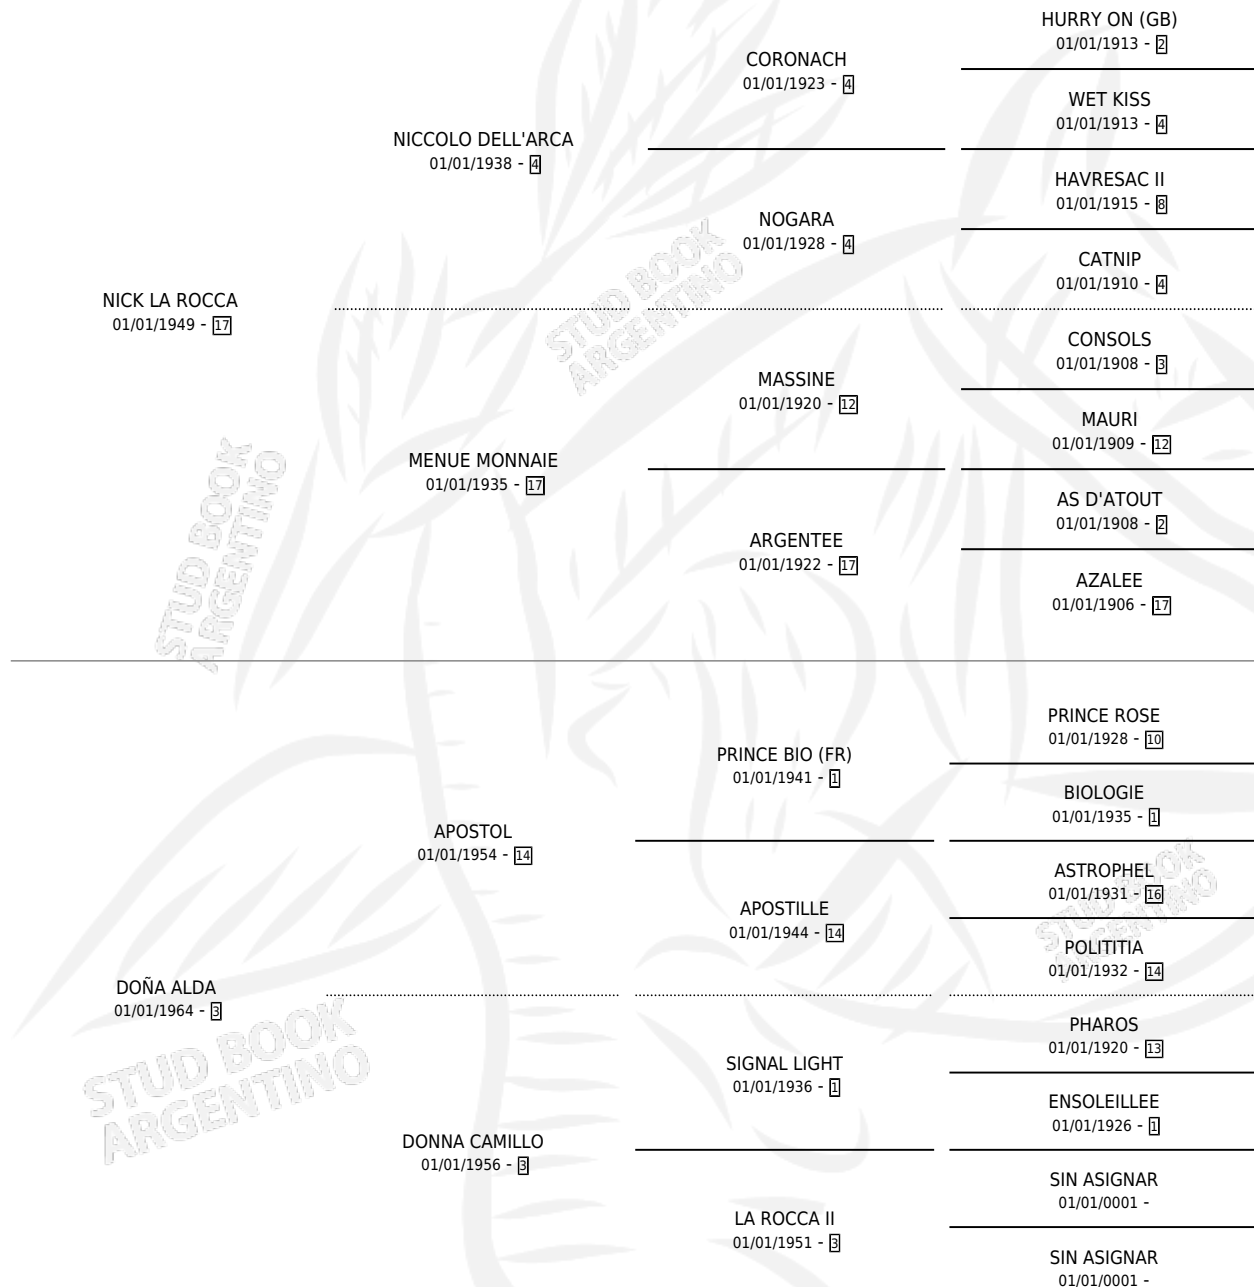 HURRY ON (GB)
01/01/1913 - 2
CORONACH
01/01/1923 - 4
WET KISS
01/01/1913 - 4
NICCOLO DELL'ARCA
01/01/1938 - 4
HAVRESAC II
01/01/1915 - 8
NOGARA
01/01/1928 - 4
CATNIP
01/01/1910 - 4
NICK LA ROCCA
01/01/1949 - 17
CONSOLS
01/01/1908 - 3
MASSINE
01/01/1920 - 12
MAURI
01/01/1909 - 12
MENUE MONNAIE
01/01/1935 - 17
AS D'ATOUT
01/01/1908 - 2
ARGENTEE
01/01/1922 - 17
AZALEE
01/01/1906 - 17
PRINCE ROSE
01/01/1928 - 10
PRINCE BIO (FR)
01/01/1941 - 1
BIOLOGIE
01/01/1935 - 1
APOSTOL
01/01/1954 - 14
ASTROPHEL
01/01/1931 - 16
APOSTILLE
01/01/1944 - 14
POLITITIA
01/01/1932 - 14
DOÑA ALDA
01/01/1964 - 3
PHAROS
01/01/1920 - 13
SIGNAL LIGHT
01/01/1936 - 1
ENSOLEILLEE
01/01/1926 - 1
DONNA CAMILLO
01/01/1956 - 3
SIN ASIGNAR
01/01/0001 -
LA ROCCA II
01/01/1951 - 3
SIN ASIGNAR
01/01/0001 -
STUD BOOK
ARGENTINO
STUD BOOK
ARGENTINO
STUD BOOK
ARGENTINO
STUD BOOK
ARGENTINO